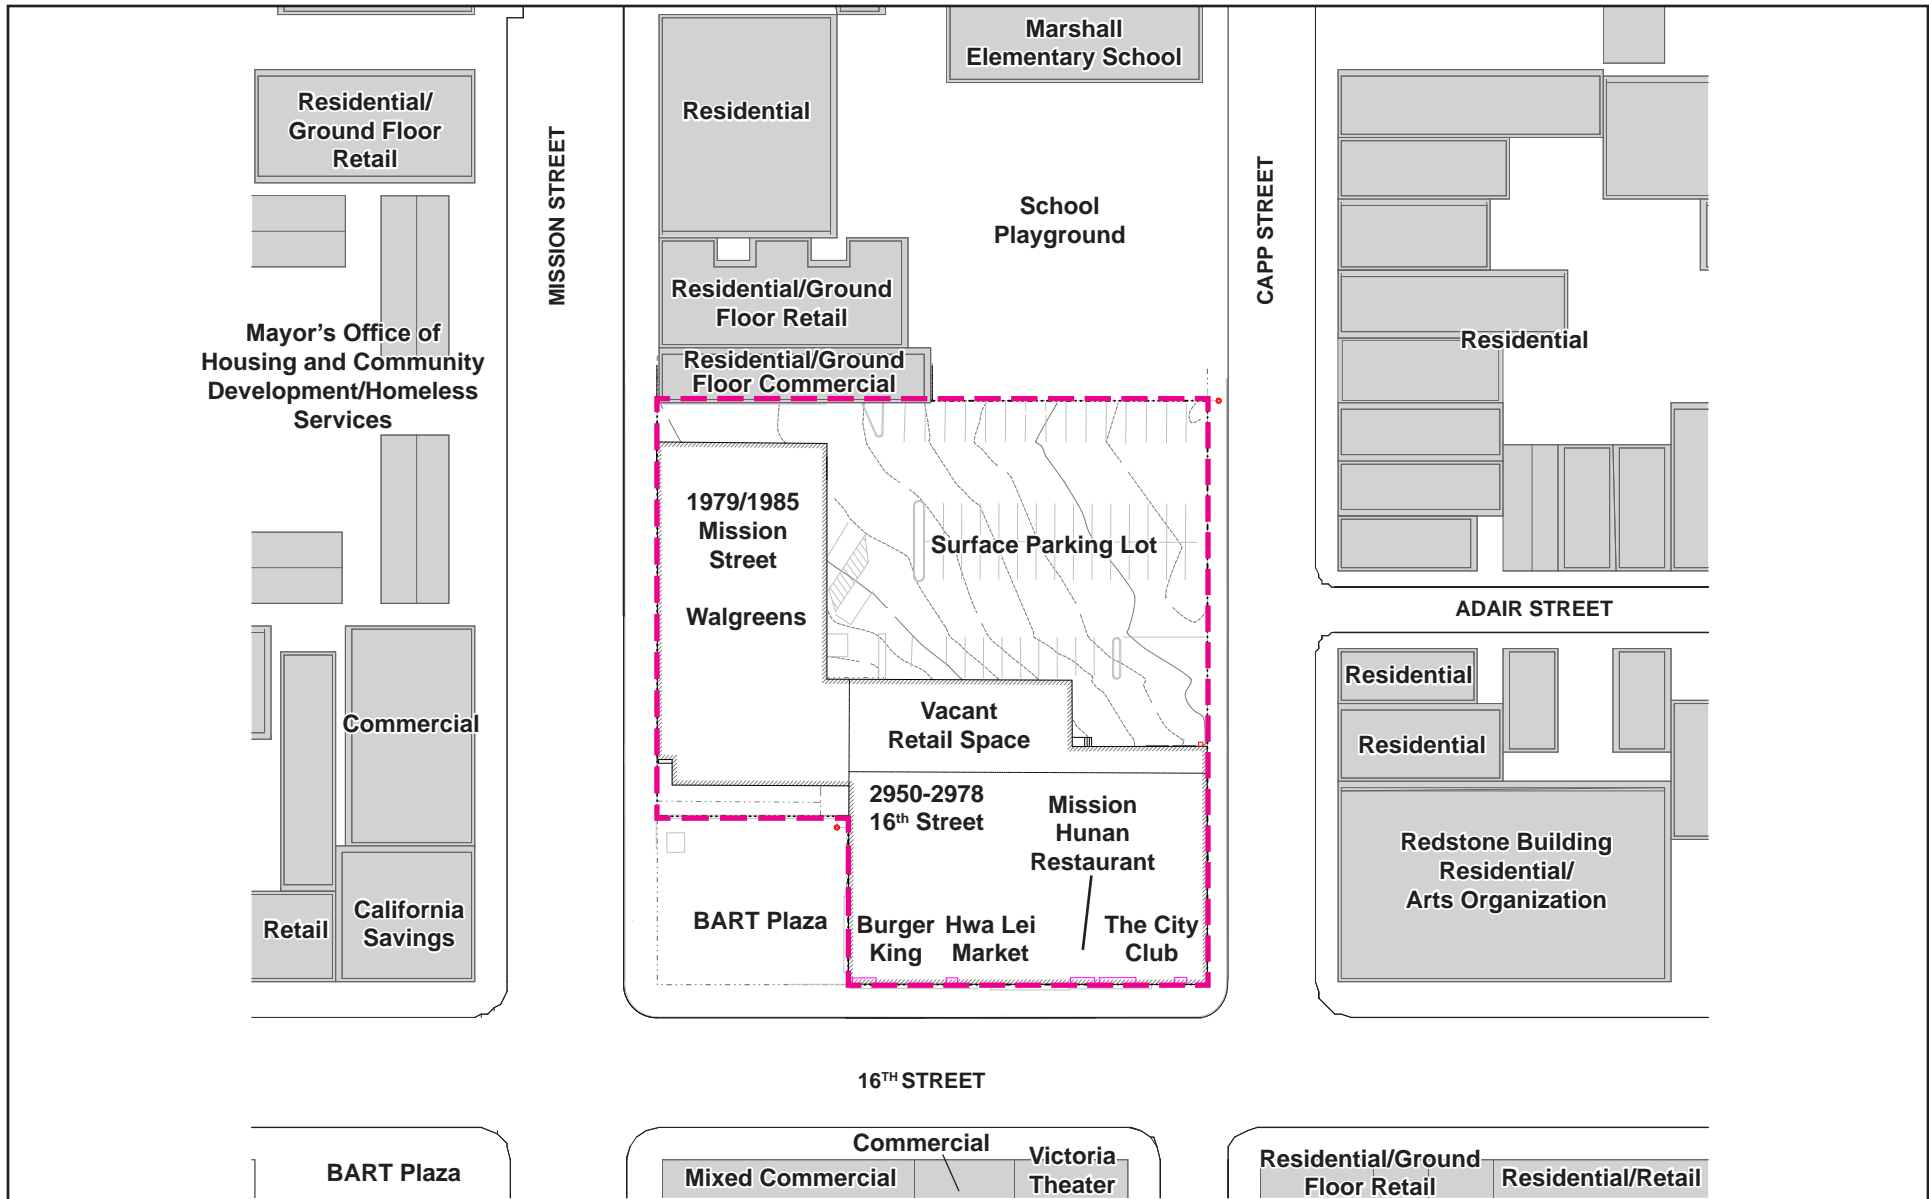 Marshall
Elementary School
Residential/
Ground Floor
Retail
Residential
MISSION STREET
CAPP STREET
School
Playground
Residential/Ground
Floor Retail
Mayor's Office of
Housing and Community
Development/Homeless
Services
Residential
Residential/Ground
Floor Commercial
1979/1985
Mission
Street
Walgreens
Surface Parking Lot
ADAIR STREET
Residential
Commercial
Vacant
Retail Space
Residential
2950-2978
16th Street
Mission
Hunan
Restaurant
Redstone Building
Residential/
Arts Organization
Retail
California
Savings
BART Plaza
Burger
King
Hwa Lei
Market
The City
Club
16TH STREET
BART Plaza
Mixed Commercial
Commercial
Victoria
Theater
Residential/Ground
Floor Retail
Residential/Retail